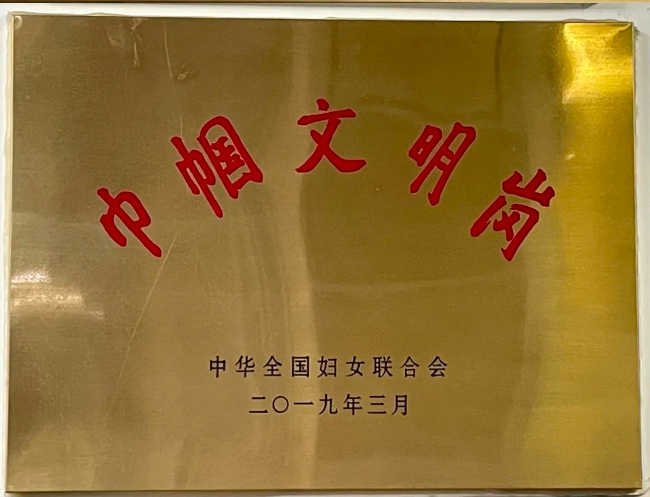 巾帼文明岗
中华全国妇女联合会
二〇一九年三月